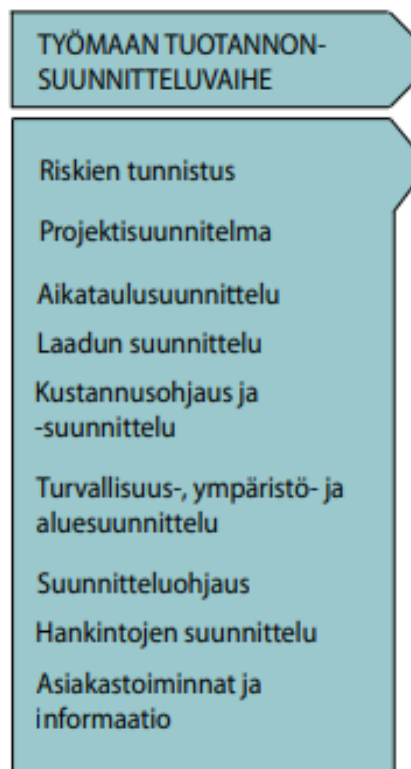 TYÖMAAN TUOTANNON-
SUUNNITTELUVAIHE
Riskien tunnistus
Projektisuunnitelma
Aikataulusuunnittelu
Laadun suunnittelu
Kustannusohjaus ja
-suunnittelu
Turvallisuus-, ympäristö- ja
aluesuunnittelu
Suunnitteluohjaus
Hankintojen suunnittelu
Asiakastoiminnat ja
informaatio